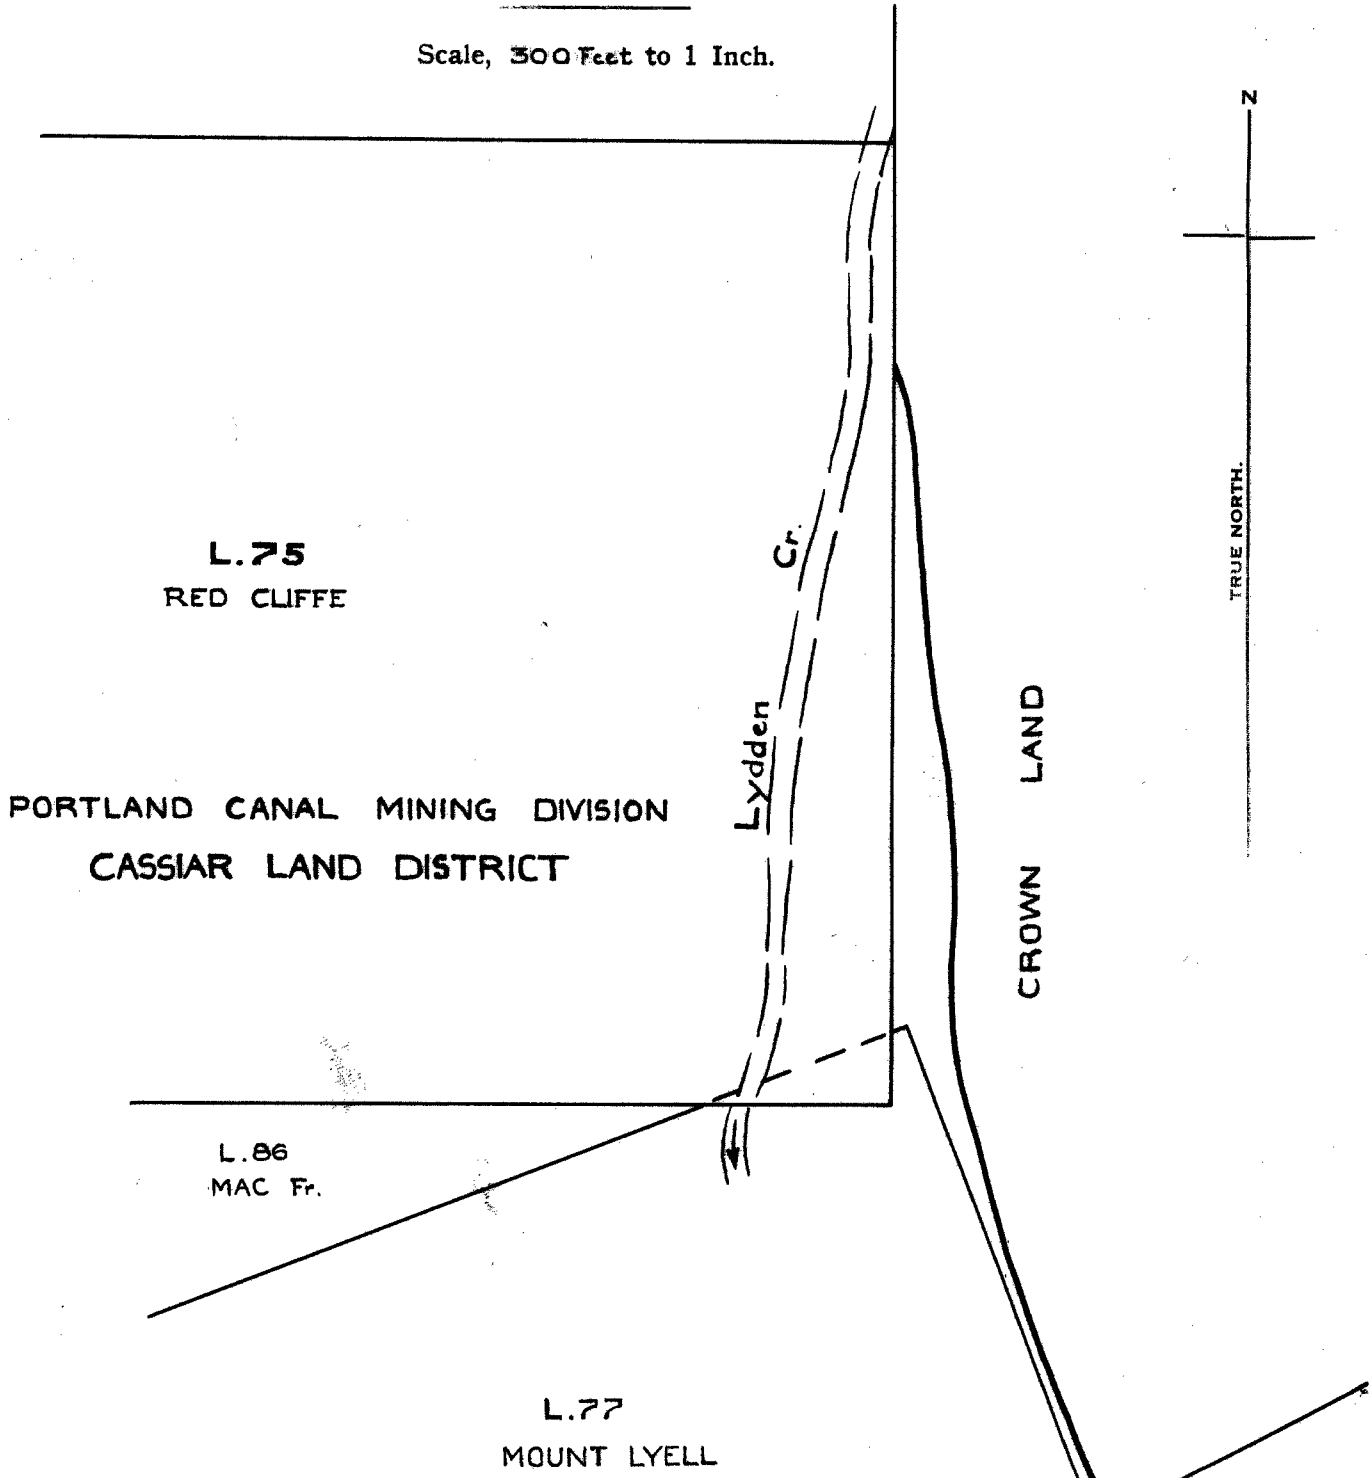 Scale, 300 Feet to 1 Inch.
N
TRUE NORTH.
L.75
RED CLIFFE
Lydden Cr.
CROWN LAND
PORTLAND CANAL MINING DIVISION
CASSIAR LAND DISTRICT
L.86
MAC Fr.
L.77
MOUNT LYELL